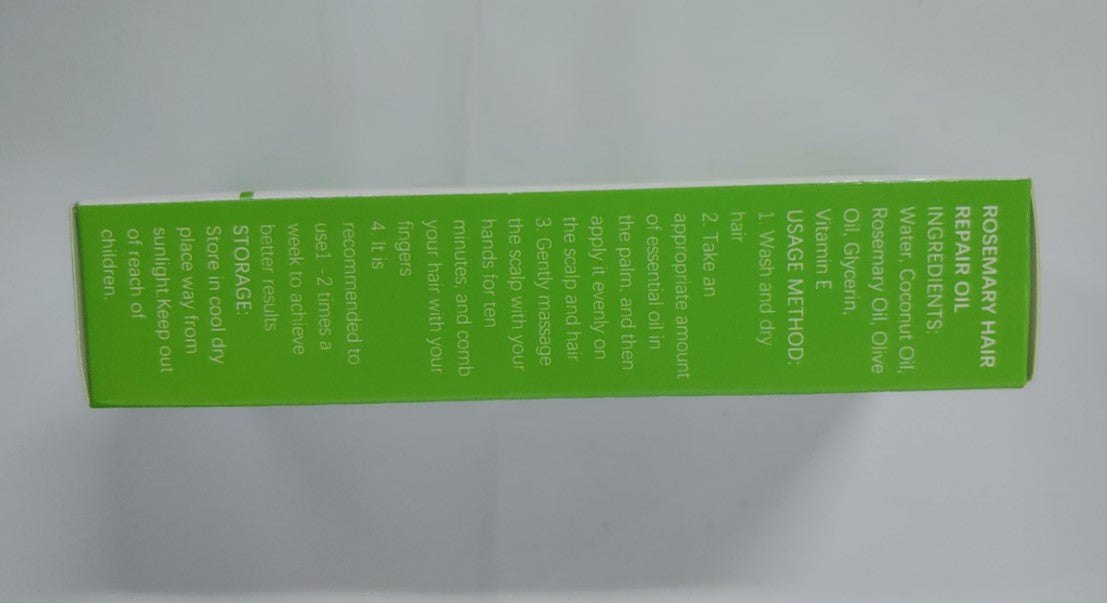 ROSEMARY HAIR
REPAIR OIL
INGREDIENTS:
Water, Coconut Oil,
Rosemary Oil, Olive
Oil, Glycerin,
Vitamin E
USAGE METHOD:
1 Wash and dry
hair
2. Take an
appropriate amount
of essential oil in
the palm, and then
apply it evenly on
the scalp and hair
3. Gently massage
the scalp with your
hands for ten
minutes, and comb
your hair with your
fingers
4. It is
recommended to
use1 - 2 times a
week to achieve
better results
STORAGE:
Store in cool dry
place way from
sunlight Keep out
of reach of
children.